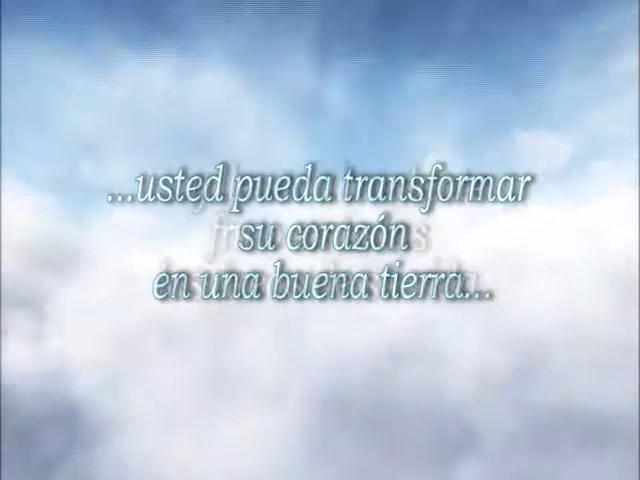 ...usted pueda transformar
su corazón
en una buena tierra...